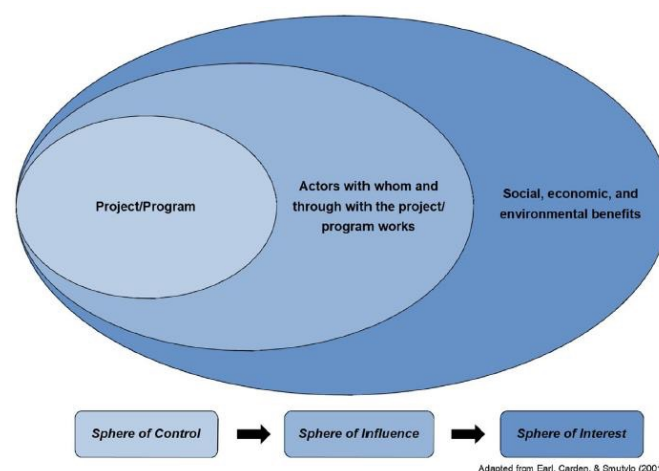 Project/Program
Actors with whom and
through with the project/
program works
Social, economic, and
environmental benefits
Sphere of Control
Sphere of Influence
Sphere of Interest
Adapted from Earl, Carden, & Smutylo (2001